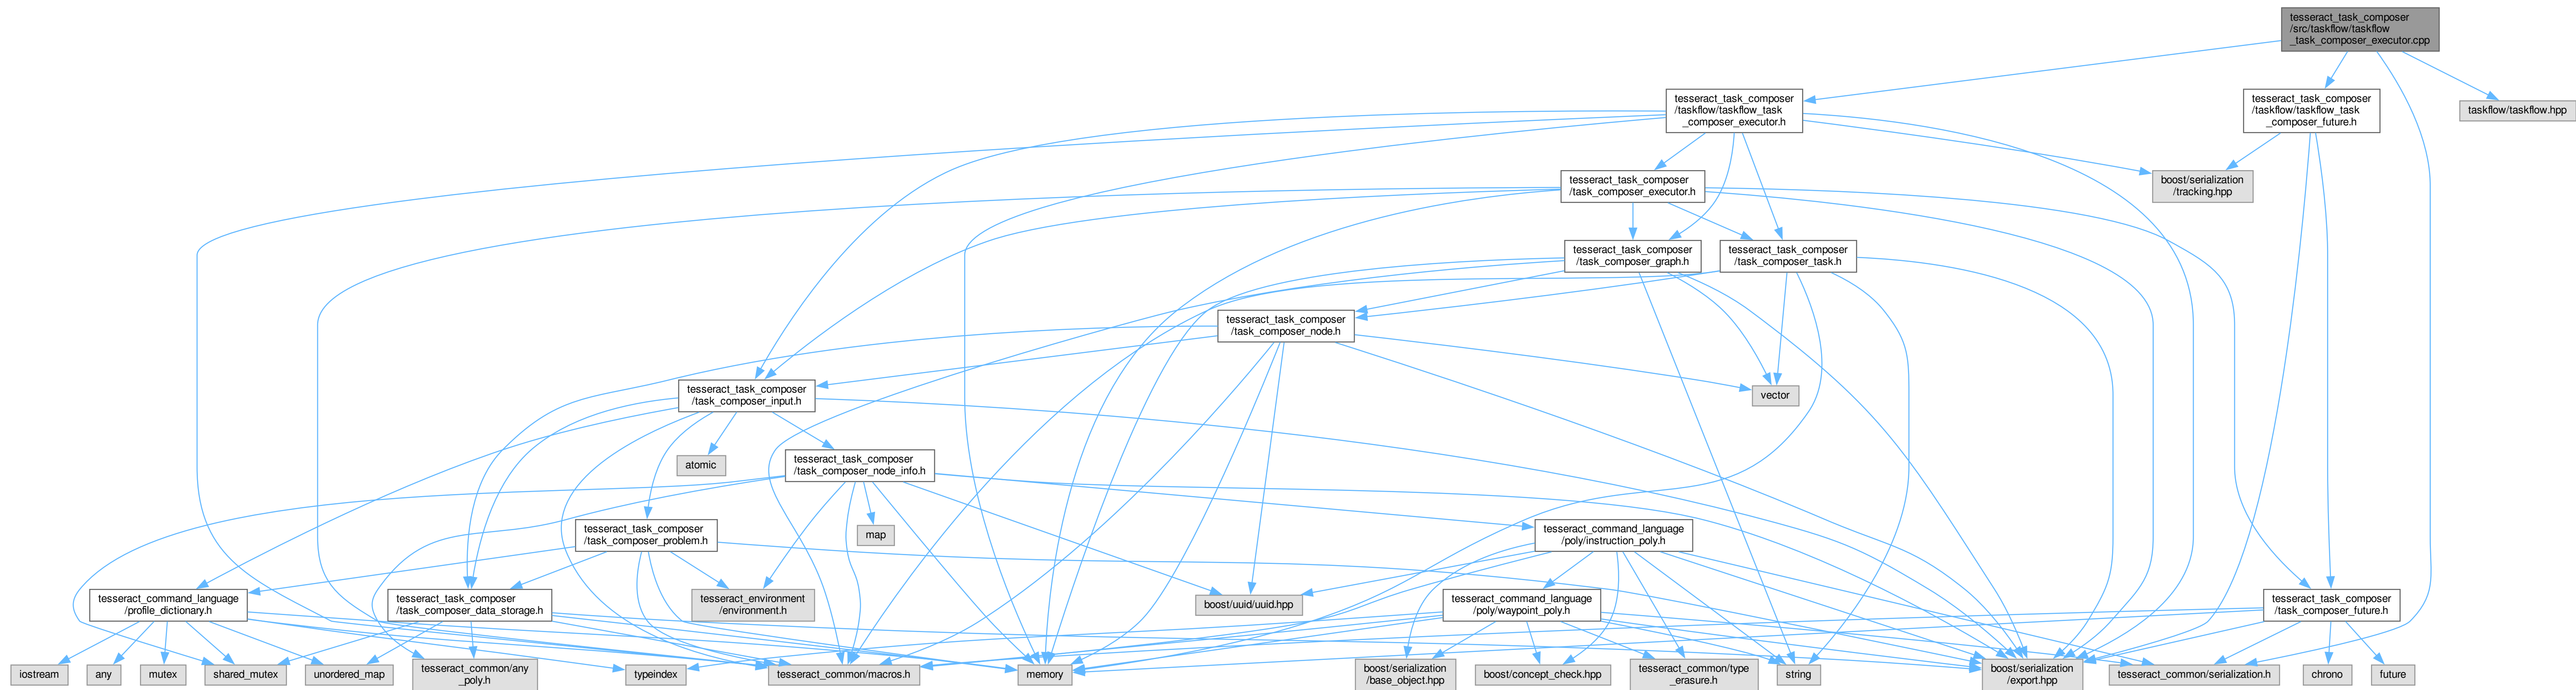 tesseract_task_composer
/src/taskflow/taskflow
_task_composer_executor.cpp
tesseract_task_composer
/taskflow/taskflow_task
_composer_executor.h
tesseract_task_composer
/taskflow/taskflow_task
_composer_future.h
taskflow/taskflow.hpp
tesseract_task_composer
/task_composer_executor.h
boost/serialization
/tracking.hpp
tesseract_task_composer
/task_composer_graph.h
tesseract_task_composer
/task_composer_task.h
tesseract_task_composer
/task_composer_node.h
tesseract_task_composer
/task_composer_input.h
vector
atomic
tesseract_task_composer
/task_composer_node_info.h
tesseract_task_composer
/task_composer_problem.h
map
tesseract_command_language
/poly/instruction_poly.h
tesseract_command_language
/profile_dictionary.h
tesseract_task_composer
/task_composer_data_storage.h
tesseract_environment
/environment.h
boost/uuid/uuid.hpp
tesseract_command_language
/poly/waypoint_poly.h
tesseract_task_composer
/task_composer_future.h
iostream
any
mutex
shared_mutex
unordered_map
tesseract_common/any
_poly.h
typeindex
tesseract_common/macros.h
memory
boost/serialization
/base_object.hpp
boost/concept_check.hpp
tesseract_common/type
_erasure.h
string
boost/serialization
/export.hpp
tesseract_common/serialization.h
chrono
future